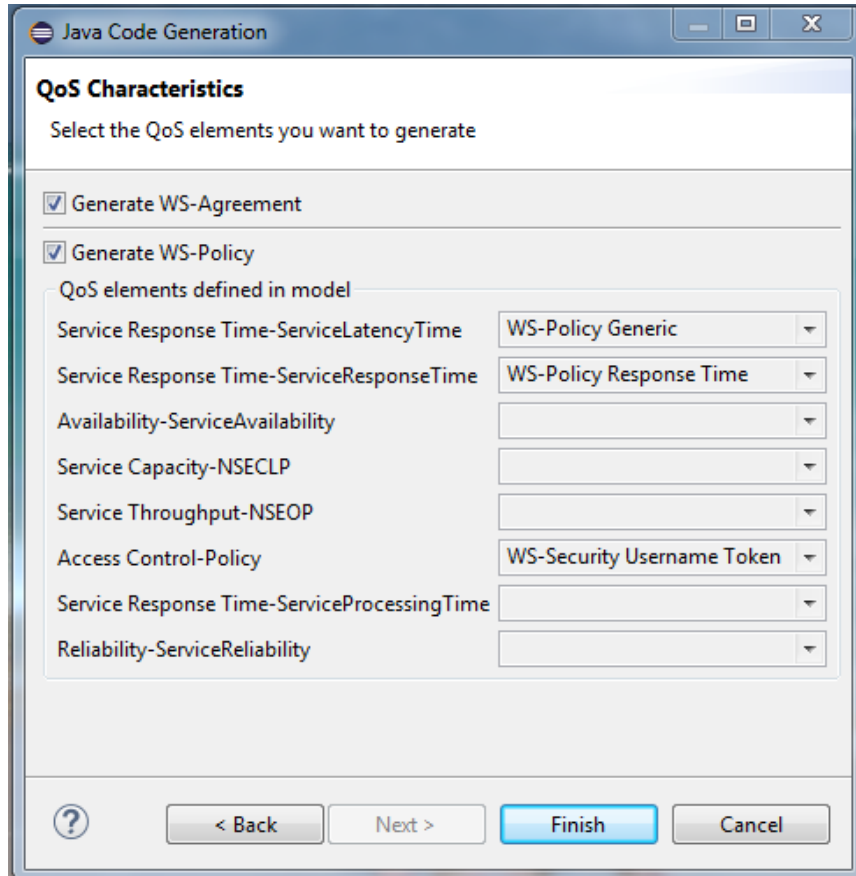 Java Code Generation
QoS Characteristics
Select the QoS elements you want to generate
Generate WS-Agreement
Generate WS-Policy
QoS elements defined in model
Service Response Time-ServiceLatencyTime WS-Policy Generic
Service Response Time-ServiceResponseTime WS-Policy Response Time
Availability-ServiceAvailability
Service Capacity-NSECLP
Service Throughput-NSEOP
Access Control-Policy WS-Security Username Token
Service Response Time-ServiceProcessingTime
Reliability-ServiceReliability
? < Back Next > Finish Cancel